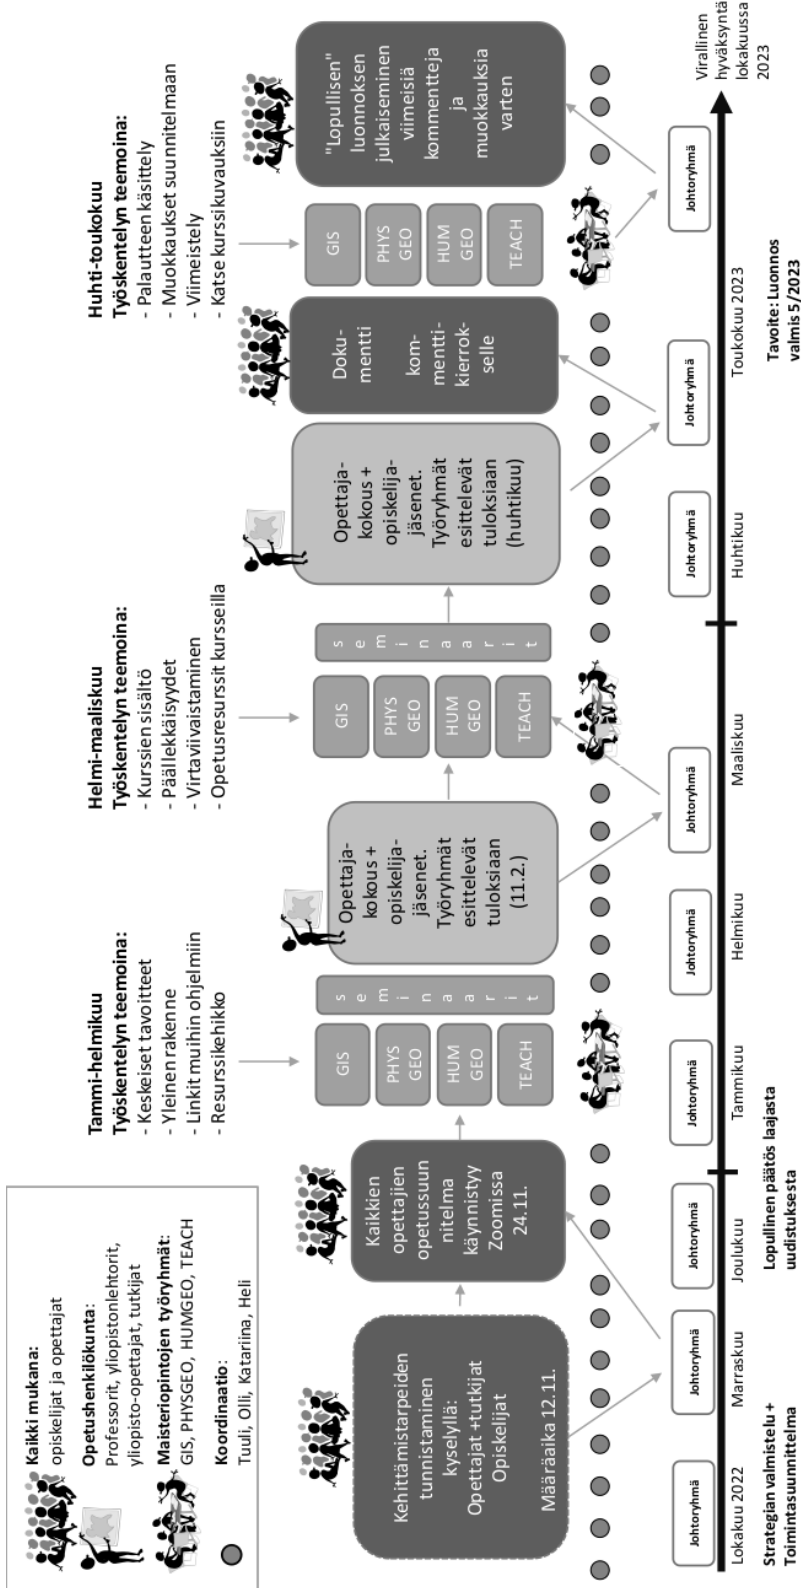 Kaikki mukana:
opiskelijat ja opettajat
Opetushenkilökunta:
Professorit, yliopistonlehtorit,
yliopisto-opettajat, tutkijat
Maisteriopintojen työryhmät:
GIS, PHYSGEO, HUMGEO, TEACH
Koordinaatio:
Tuuli, Olli, Katariina, Heli
Tammi-helmikuu
Työskentelyn teemoina:
- Keskeiset tavoitteet
- Yleinen rakenne
- Linkit muihin ohjelmiin
- Resurssikehikko
Helmi-maaliskuu
Työskentelyn teemoina:
- Kurssien sisältö
- Päällekkäisyydet
- Virtaviivaistaminen
- Opetusresurssit kursseilla
Huhti-toukokuu
Työskentelyn teemoina:
- Palautteen käsittely
- Muokkaukset suunnitelmaan
- Viimeistely
- Katse kurssikuvauksiin
Kehittämistarpeiden
tunnistaminen
kyselyllä:
Opettajat +tutkijat
Opiskelijat
Määräaika 12.11.
Kaikkien
opettajien
opetussuun
nitelma
käynnistyy
Zoomissa
24.11.
GIS
PHYS
GEO
HUM
GEO
TEACH
s e m i n a a r i t
Opettaja-
kokous +
opiskelija-
jäsenet.
Työryhmät
esittelevät
tuloksiaan
(11.2.)
GIS
PHYS
GEO
HUM
GEO
TEACH
s e m i n a a r i t
Opettaja-
kokous +
opiskelija-
jäsenet.
Työryhmät
esittelevät
tuloksiaan
(huhtikuu)
Doku-
mentti
kom-
mentti-
kierrok-
selle
GIS
PHYS
GEO
HUM
GEO
TEACH
"Lopullisen"
luonnoksen
julkaiseminen
viimeisiä
kommentteja
ja
muokkauksia
varten
Johtoryhmä
Johtoryhmä
Johtoryhmä
Johtoryhmä
Johtoryhmä
Johtoryhmä
Johtoryhmä
Johtoryhmä
Johtoryhmä
Virallinen
hyväksyntä
lokakuussa
2023
Lokakuu 2022
Marraskuu
Joulukuu
Tammikuu
Helmikuu
Maaliskuu
Huhtikuu
Toukokuu 2023
Strategian valmistelu +
Toimintasuunnittelma
Lopullinen päätös laajasta
uudistuksesta
Tavoite: Luonnos
valmis 5/2023